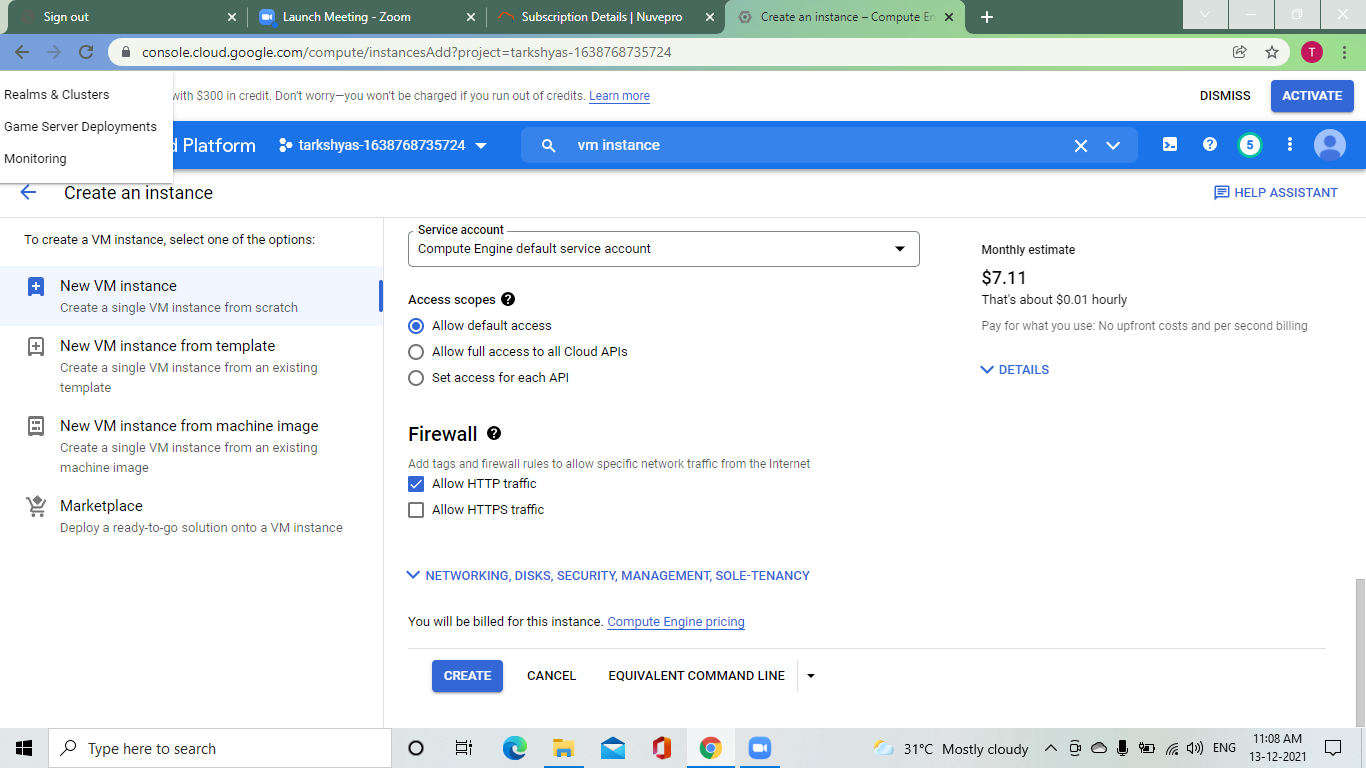 Sign out
Launch Meeting - Zoom
Subscription Details | Nuvepro
Create an instance – Compute En
console.cloud.google.com/compute/instancesAdd?project=tarkshyas-1638768735724
T
Realms & Clusters
Game Server Deployments
Monitoring
with $300 in credit. Don't worry—you won't be charged if you run out of credits. Learn more
DISMISS
ACTIVATE
d Platform
tarkshyas-1638768735724
vm instance
5
Create an instance
HELP ASSISTANT
To create a VM instance, select one of the options:
New VM instance
Create a single VM instance from scratch
New VM instance from template
Create a single VM instance from an existing
template
New VM instance from machine image
Create a single VM instance from an existing
machine image
Marketplace
Deploy a ready-to-go solution onto a VM instance
Service account
Compute Engine default service account
Access scopes
Allow default access
Allow full access to all Cloud APIs
Set access for each API
Firewall
Add tags and firewall rules to allow specific network traffic from the Internet
Allow HTTP traffic
Allow HTTPS traffic
NETWORKING, DISKS, SECURITY, MANAGEMENT, SOLE-TENANCY
You will be billed for this instance. Compute Engine pricing
CREATE
CANCEL
EQUIVALENT COMMAND LINE
Monthly estimate
$7.11
That's about $0.01 hourly
Pay for what you use: No upfront costs and per second billing
DETAILS
Type here to search
31°C Mostly cloudy
ENG
11:08 AM
13-12-2021